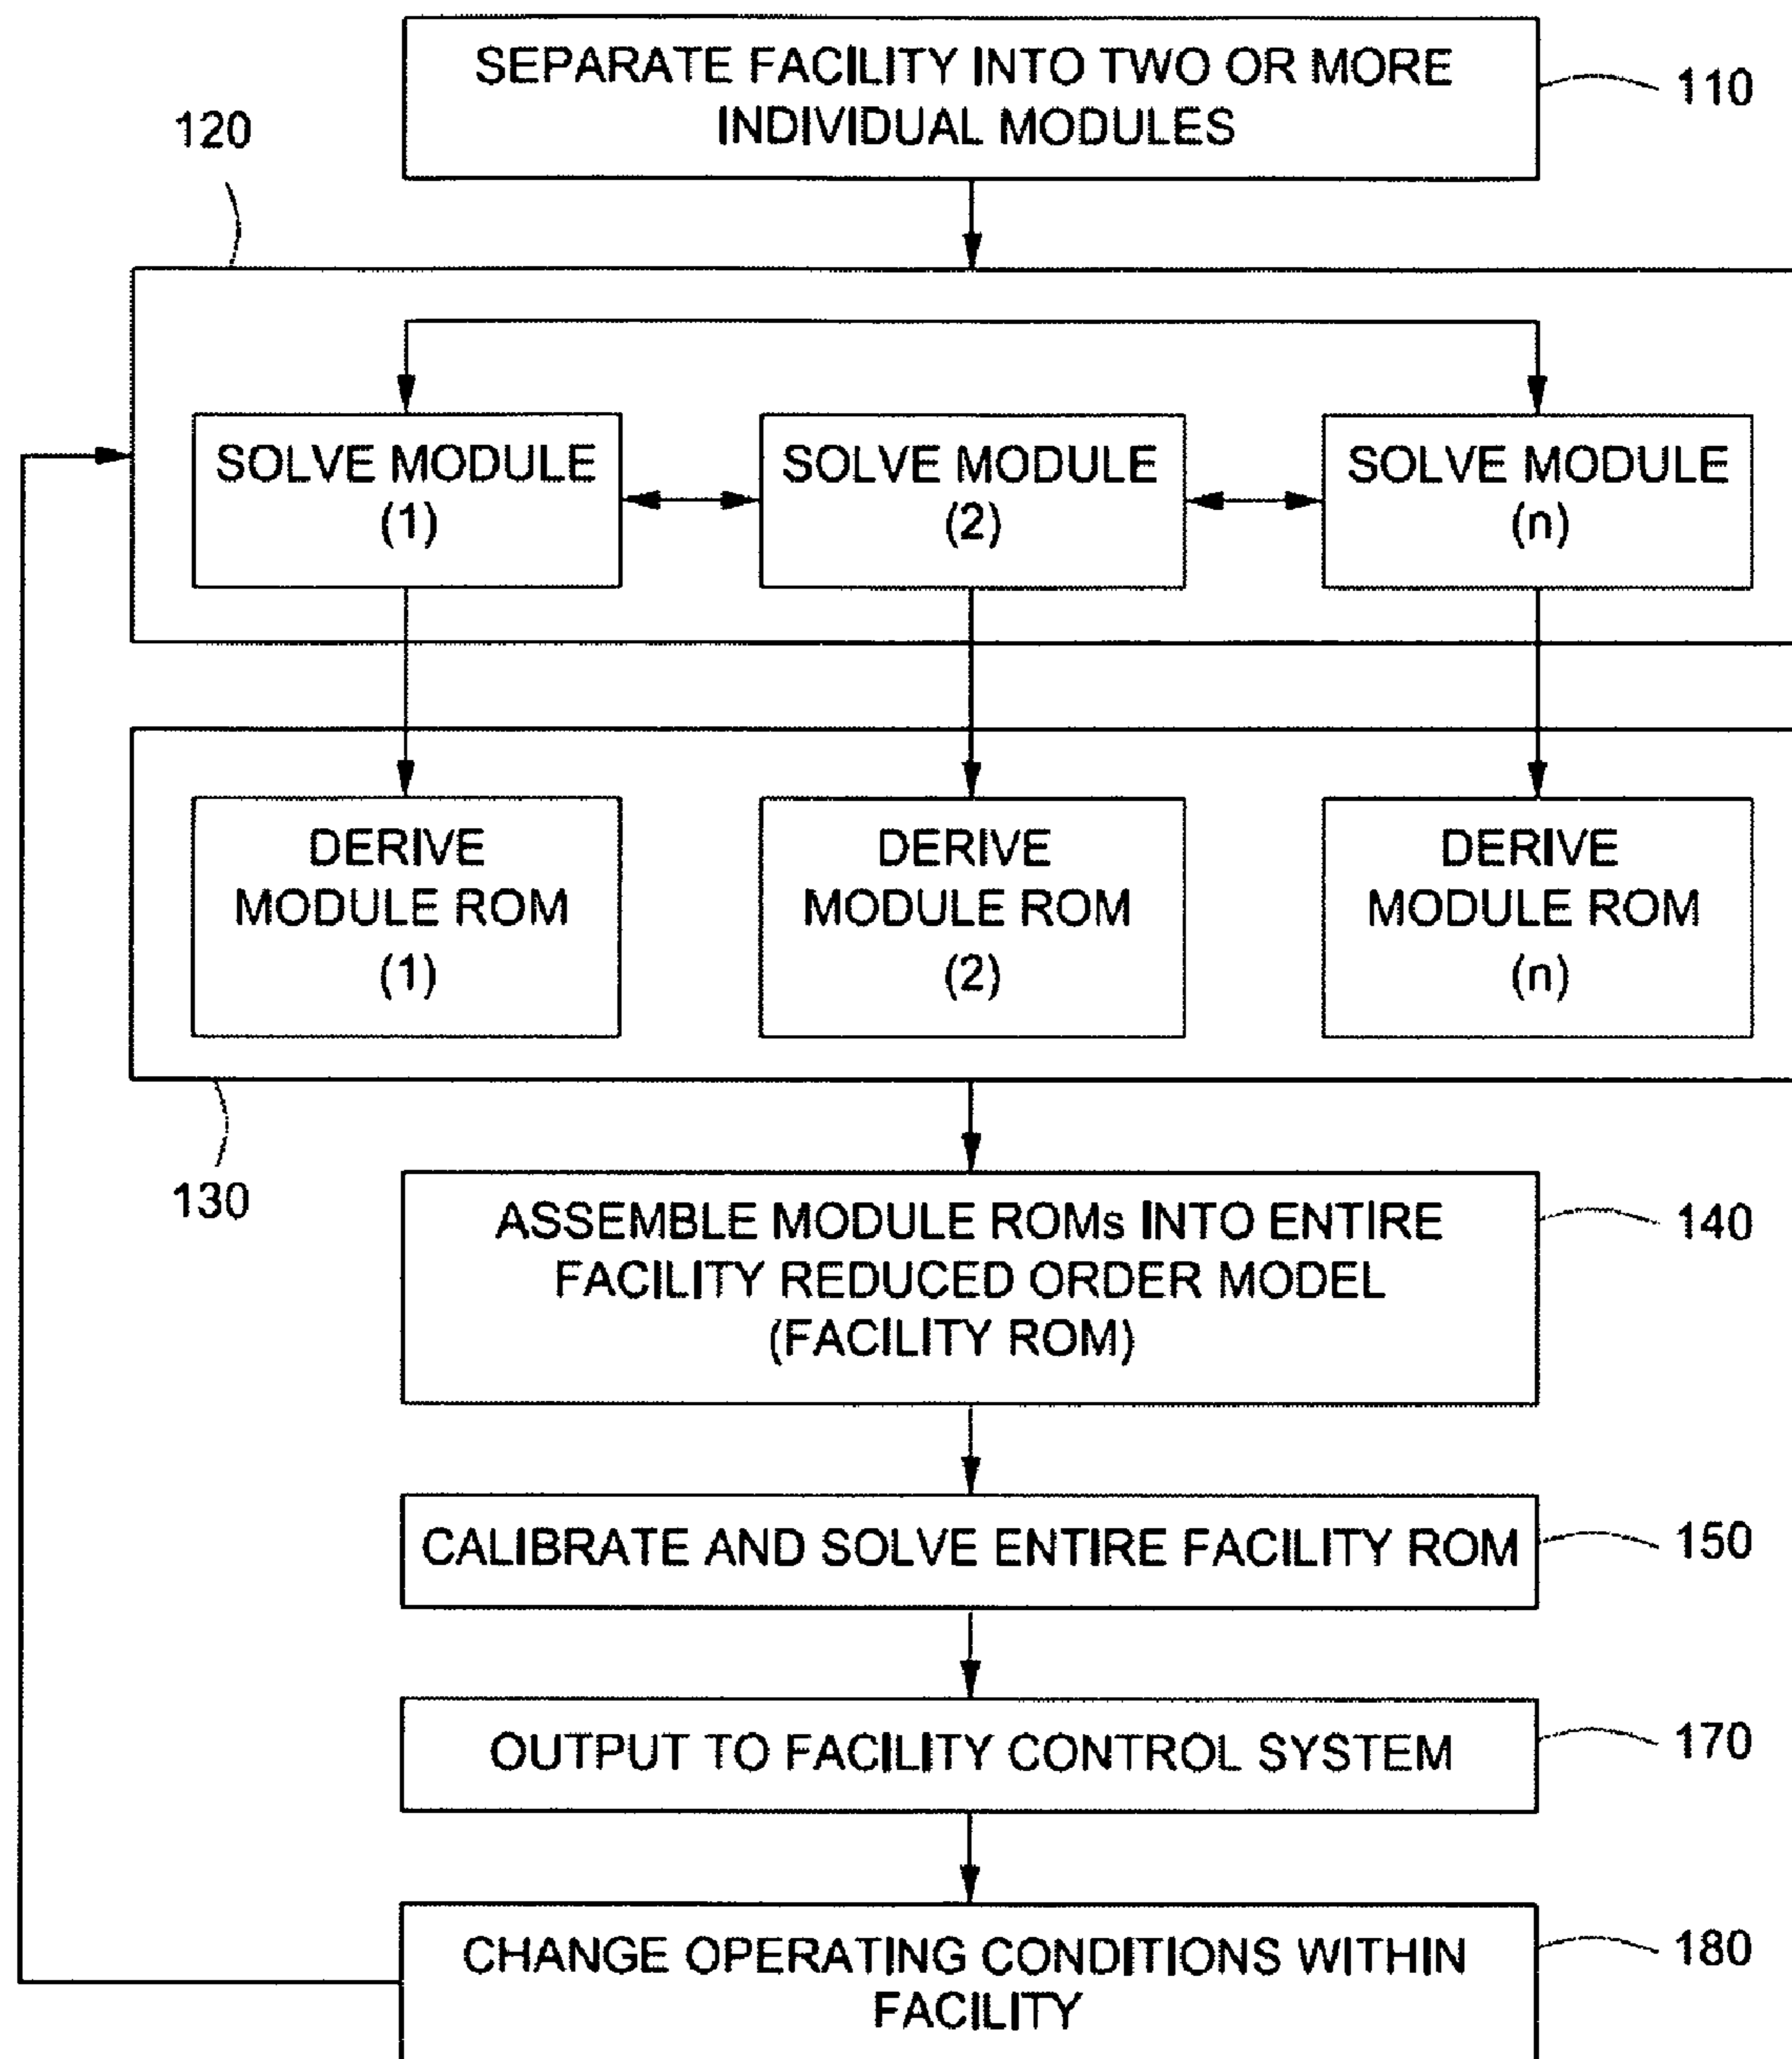 SEPARATE FACILITY INTO TWO OR MORE
INDIVIDUAL MODULES
110
120
SOLVE MODULE
(1)
SOLVE MODULE
(2)
SOLVE MODULE
(n)
DERIVE
MODULE ROM
(1)
DERIVE
MODULE ROM
(2)
DERIVE
MODULE ROM
(n)
130
ASSEMBLE MODULE ROMs INTO ENTIRE
FACILITY REDUCED ORDER MODEL
(FACILITY ROM)
140
CALIBRATE AND SOLVE ENTIRE FACILITY ROM
150
OUTPUT TO FACILITY CONTROL SYSTEM
170
CHANGE OPERATING CONDITIONS WITHIN
FACILITY
180